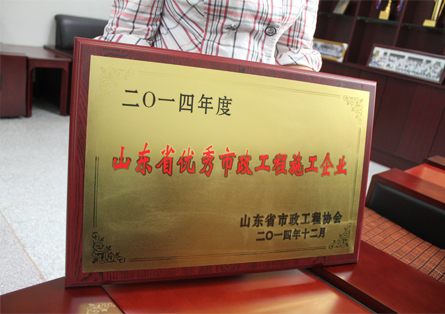 二〇一四年度
山东省优秀市政工程施工企业
山东省市政工程协会
二〇一四年十二月